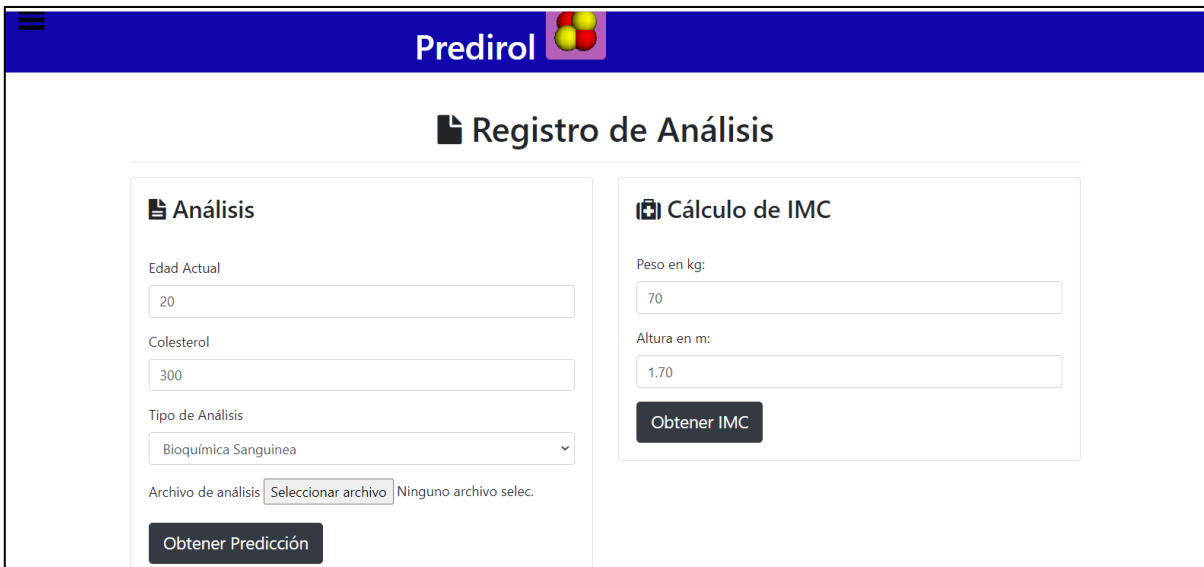 Predirol
Registro de Análisis
Análisis
Edad Actual
20
Colesterol
300
Tipo de Análisis
Bioquímica Sanguinea
Archivo de análisis Seleccionar archivo Ninguno archivo selec.
Obtener Predicción
Cálculo de IMC
Peso en kg:
70
Altura en m:
1.70
Obtener IMC